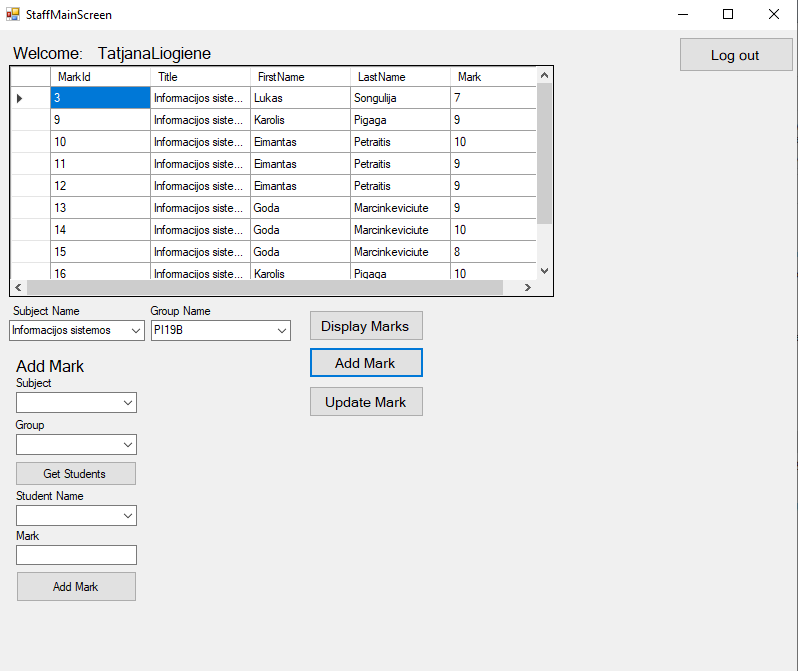 StaffMainScreen
Welcome: TatjanaLiogiene
Log out
MarkId Title FirstName LastName Mark
3 Informacijos siste... Lukas Songulija 7
9 Informacijos siste... Karolis Pigaga 9
10 Informacijos siste... Eimantas Petraitis 10
11 Informacijos siste... Eimantas Petraitis 9
12 Informacijos siste... Eimantas Petraitis 9
13 Informacijos siste... Goda Marcinkeviciute 9
14 Informacijos siste... Goda Marcinkeviciute 10
15 Informacijos siste... Goda Marcinkeviciute 8
16 Informacijos siste... Karolis Pigaga 10
Subject Name Group Name
Informacijos sistemos PI19B
Display Marks
Add Mark
Update Mark
Add Mark
Subject
Group
Get Students
Student Name
Mark
Add Mark